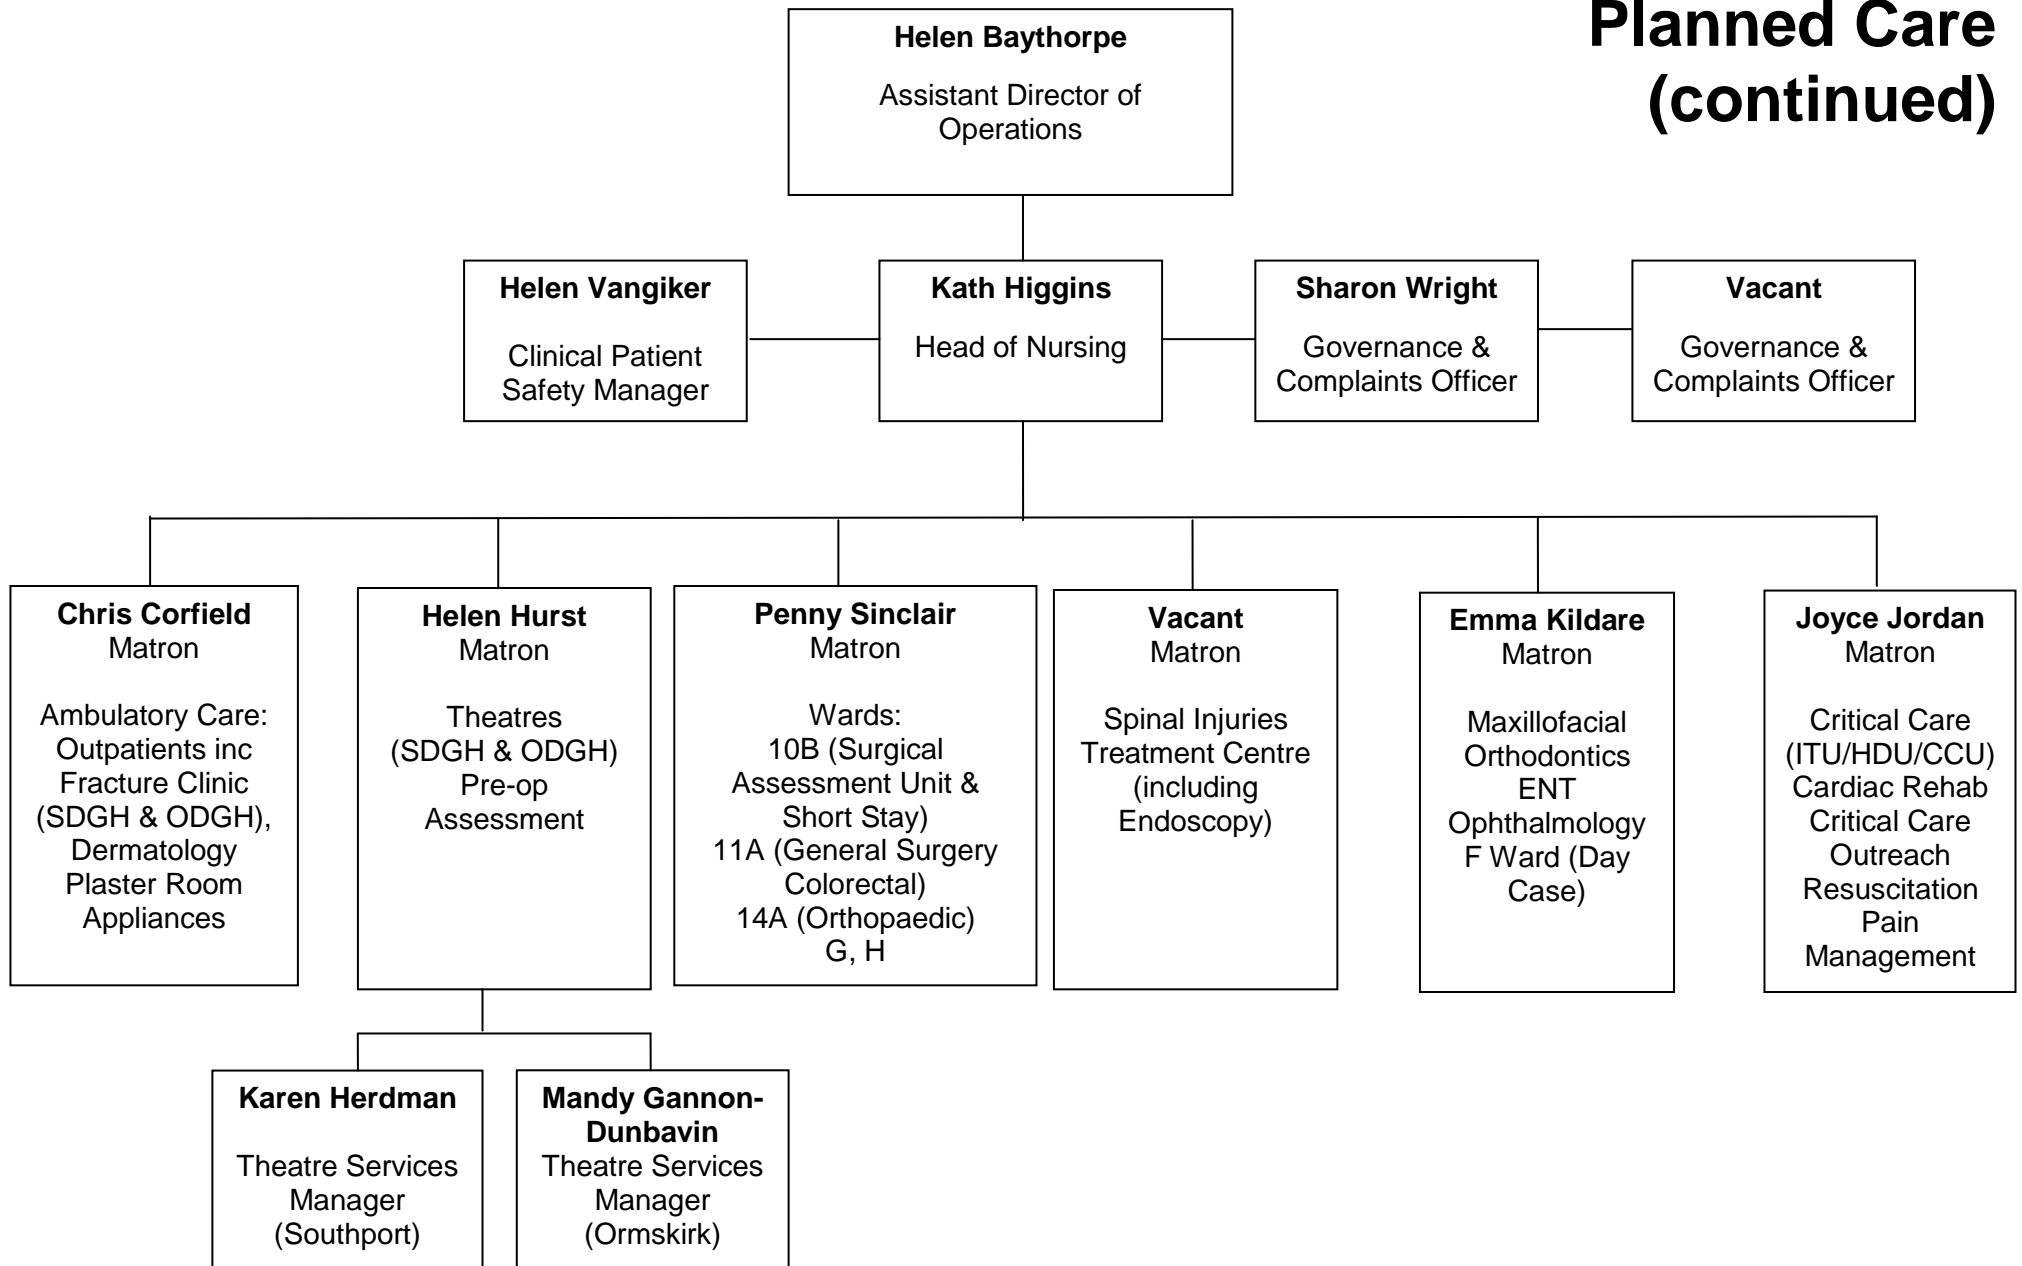 Planned Care
(continued)
Helen Baythorpe
Assistant Director of
Operations
Helen Vangiker
Clinical Patient
Safety Manager
Kath Higgins
Head of Nursing
Sharon Wright
Governance &
Complaints Officer
Vacant
Governance &
Complaints Officer
Chris Corfield
Matron
Ambulatory Care:
Outpatients inc
Fracture Clinic
(SDGH & ODGH),
Dermatology
Plaster Room
Appliances
Helen Hurst
Matron
Theatres
(SDGH & ODGH)
Pre-op
Assessment
Penny Sinclair
Matron
Wards:
10B (Surgical
Assessment Unit &
Short Stay)
11A (General Surgery
Colorectal)
14A (Orthopaedic)
G, H
Vacant
Matron
Spinal Injuries
Treatment Centre
(including
Endoscopy)
Emma Kildare
Matron
Maxillofacial
Orthodontics
ENT
Ophthalmology
F Ward (Day
Case)
Joyce Jordan
Matron
Critical Care
(ITU/HDU/CCU)
Cardiac Rehab
Critical Care
Outreach
Resuscitation
Pain
Management
Karen Herdman
Theatre Services
Manager
(Southport)
Mandy Gannon-
Dunbavin
Theatre Services
Manager
(Ormskirk)